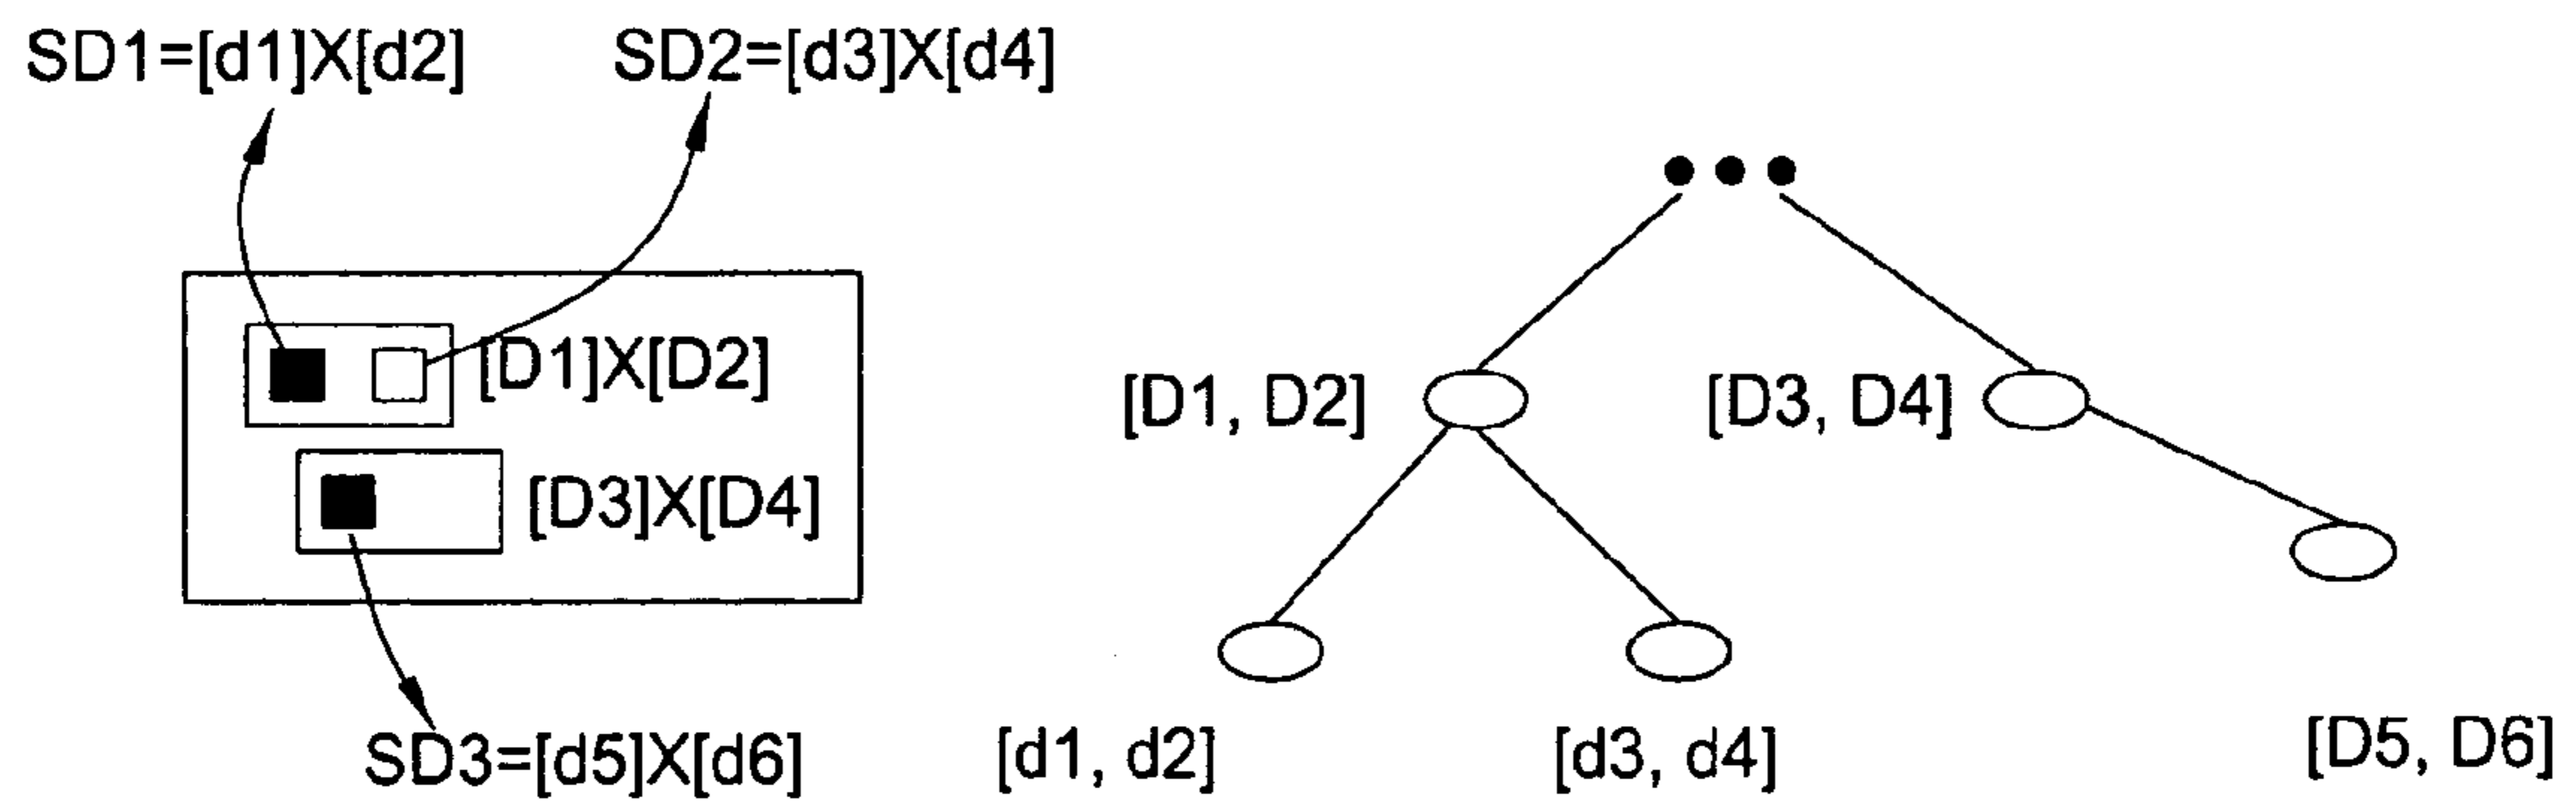 SD1=[d1]X[d2]
SD2=[d3]X[d4]
[D1]X[D2]
[D3]X[D4]
SD3=[d5]X[d6]
[D1, D2]
[D3, D4]
[d1, d2]
[d3, d4]
[D5, D6]